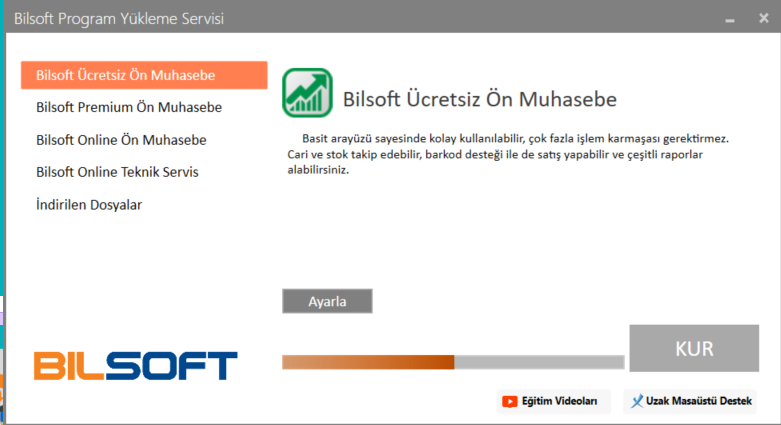 Bilsoft Program Yükleme Servisi
Bilsoft Ücretsiz Ön Muhasebe
Bilsoft Premium Ön Muhasebe
Bilsoft Online Ön Muhasebe
Bilsoft Online Teknik Servis
İndirilen Dosyalar
BILSOFT
Bilsoft Ücretsiz Ön Muhasebe
Basit arayüzü sayesinde kolay kullanılabilir, çok fazla işlem karmaşası gerektirmez.
Cari ve stok takip edebilir, barkod desteği ile de satış yapabilir ve çeşitli raporlar
alabilirsiniz.
Ayarla
KUR
Eğitim Videoları
Uzak Masaüstü Destek